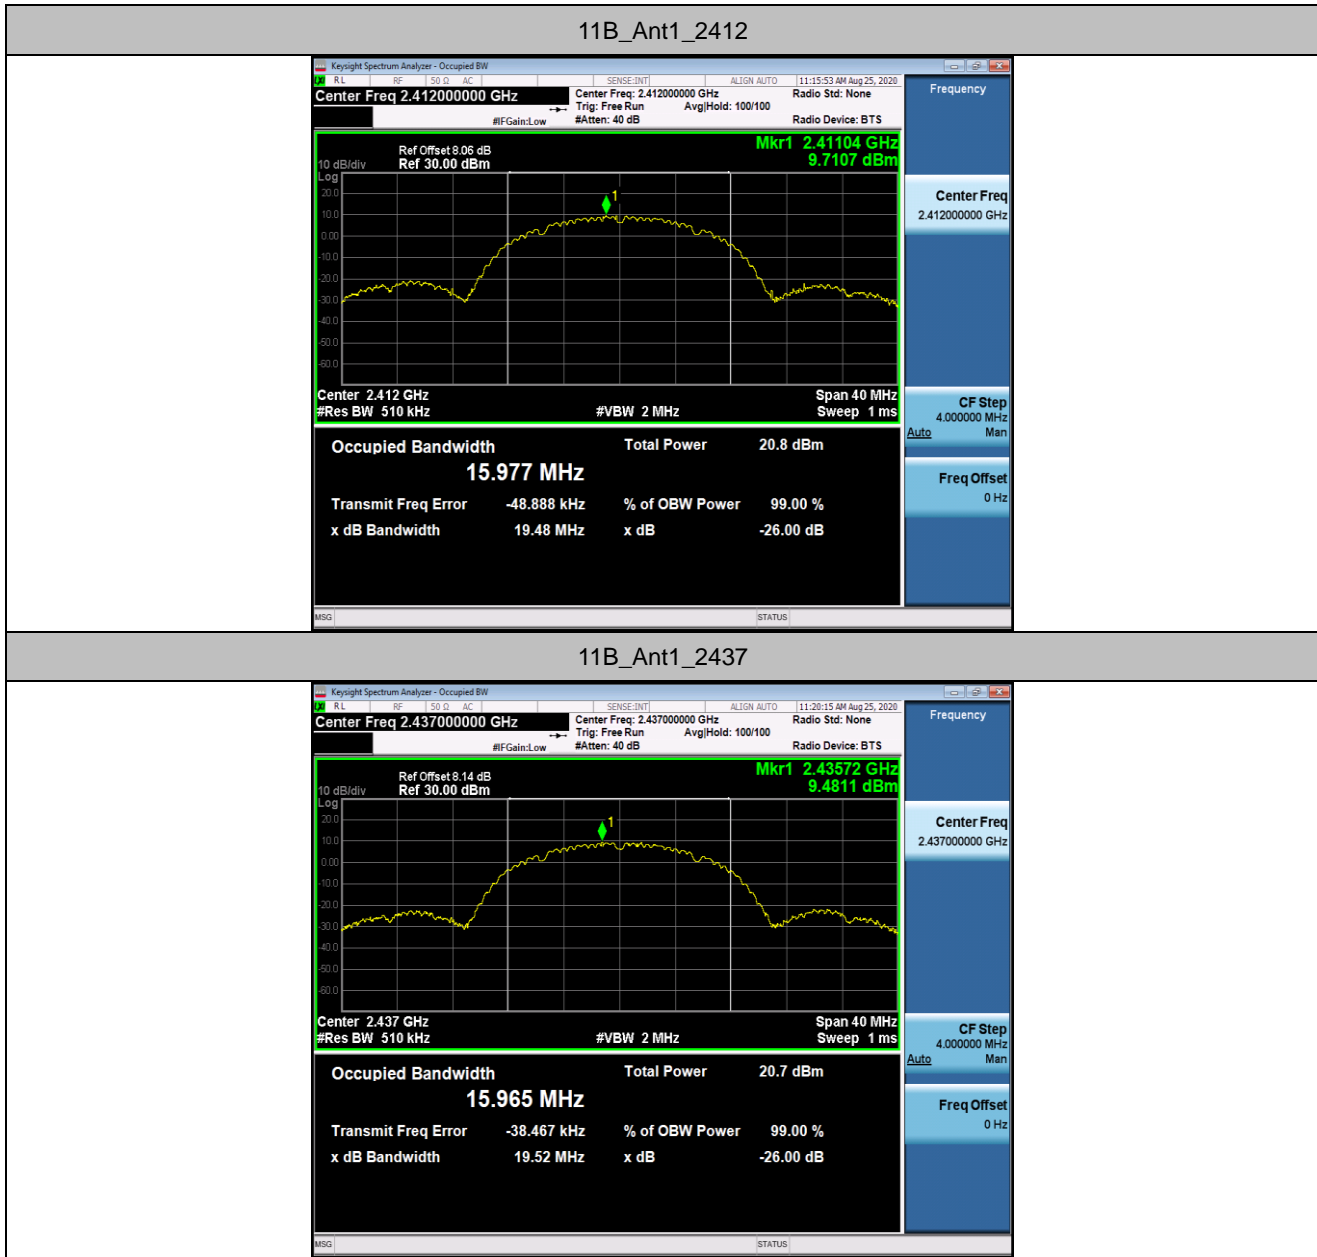 11B_Ant1_2412
Keysight Spectrum Analyzer - Occupied BW
RL RF 50 Ω AC SENSE:INT ALIGN AUTO 11:15:53 AM Aug 25, 2020
Center Freq 2.412000000 GHz
Center Freq: 2.412000000 GHz Radio Std: None
Trig: Free Run Avg|Hold: 100/100
#IFGain:Low #Atten: 40 dB Radio Device: BTS
Frequency
Mkr1 2.41104 GHz
9.7107 dBm
Ref Offset 8.06 dB
10 dB/div Ref 30.00 dBm
Log
20.0
10.0
0.00
-10.0
-20.0
-30.0
-40.0
-50.0
-60.0
1
Center 2.412 GHz Span 40 MHz
#Res BW 510 kHz #VBW 2 MHz Sweep 1 ms
Center Freq
2.412000000 GHz
CF Step
4.000000 MHz
Auto Man
Freq Offset
0 Hz
Occupied Bandwidth Total Power 20.8 dBm
15.977 MHz
Transmit Freq Error -48.888 kHz % of OBW Power 99.00 %
x dB Bandwidth 19.48 MHz x dB -26.00 dB
MSG STATUS
11B_Ant1_2437
Keysight Spectrum Analyzer - Occupied BW
RL RF 50 Ω AC SENSE:INT ALIGN AUTO 11:20:15 AM Aug 25, 2020
Center Freq 2.437000000 GHz
Center Freq: 2.437000000 GHz Radio Std: None
Trig: Free Run Avg|Hold: 100/100
#IFGain:Low #Atten: 40 dB Radio Device: BTS
Frequency
Mkr1 2.43572 GHz
9.4811 dBm
Ref Offset 8.14 dB
10 dB/div Ref 30.00 dBm
Log
20.0
10.0
0.00
-10.0
-20.0
-30.0
-40.0
-50.0
-60.0
1
Center 2.437 GHz Span 40 MHz
#Res BW 510 kHz #VBW 2 MHz Sweep 1 ms
Center Freq
2.437000000 GHz
CF Step
4.000000 MHz
Auto Man
Freq Offset
0 Hz
Occupied Bandwidth Total Power 20.7 dBm
15.965 MHz
Transmit Freq Error -38.467 kHz % of OBW Power 99.00 %
x dB Bandwidth 19.52 MHz x dB -26.00 dB
MSG STATUS